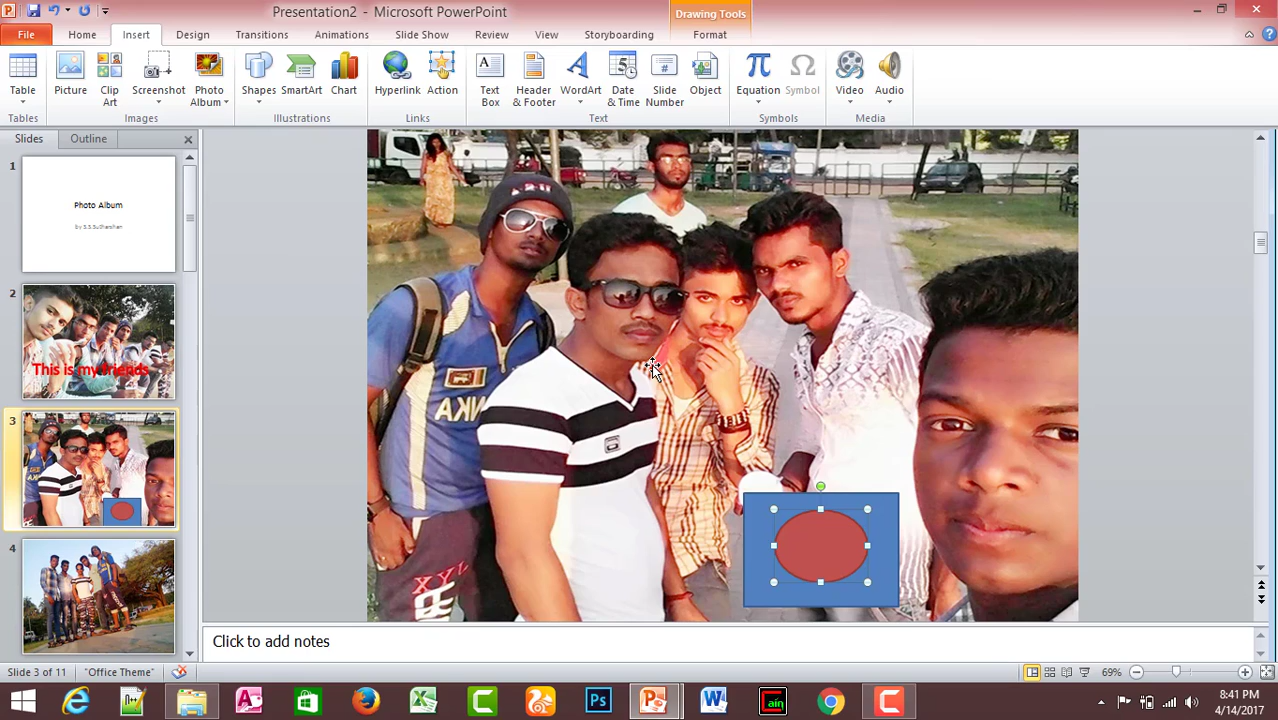 Presentation2 - Microsoft PowerPoint
Drawing Tools
File
Home
Insert
Design
Transitions
Animations
Slide Show
Review
View
Storyboarding
Format
Table
Picture
Clip Art
Screenshot
Photo Album
Shapes
SmartArt
Chart
Hyperlink
Action
Text Box
Header & Footer
WordArt
Date & Time
Slide Number
Object
Equation
Symbol
Video
Audio
Tables
Images
Illustrations
Links
Text
Symbols
Media
Slides
Outline
1
Photo Album
2
This is my friends
3
4
ANKA
XYL
Click to add notes
Slide 3 of 11
"Office Theme"
69%
Ps
Cain
8:41 PM
4/14/2017